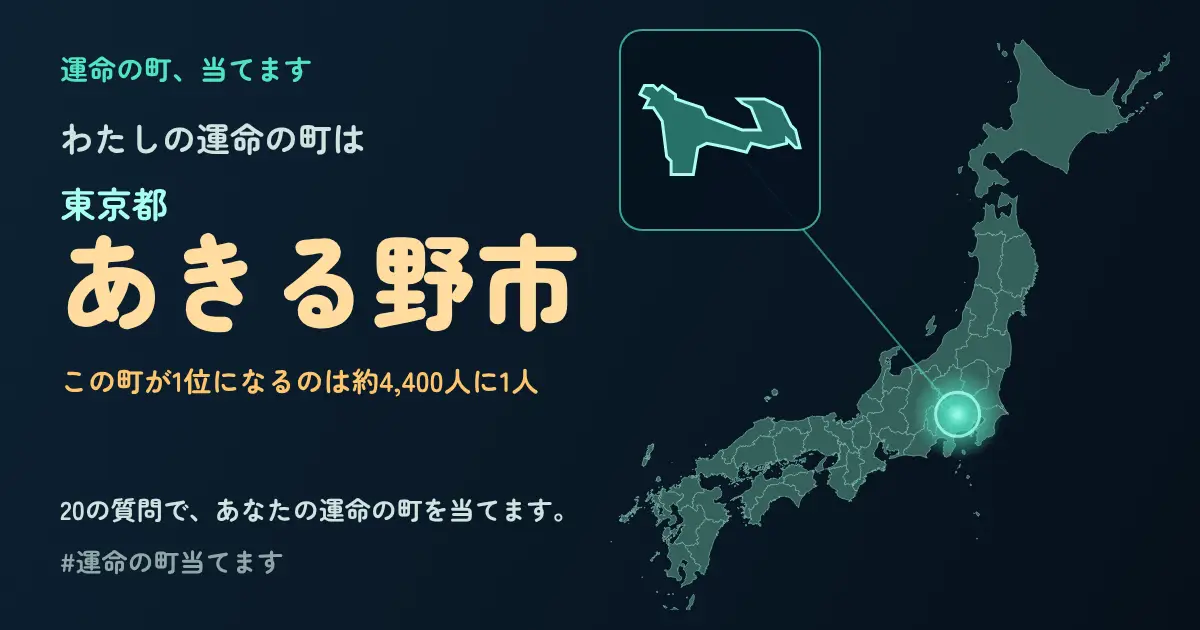 運命の町、当てます
わたしの運命の町は
東京都
あきる野市
この町が1位になるのは約4,400人に1人
20の質問で、あなたの運命の町を当てます。
#運命の町当てます